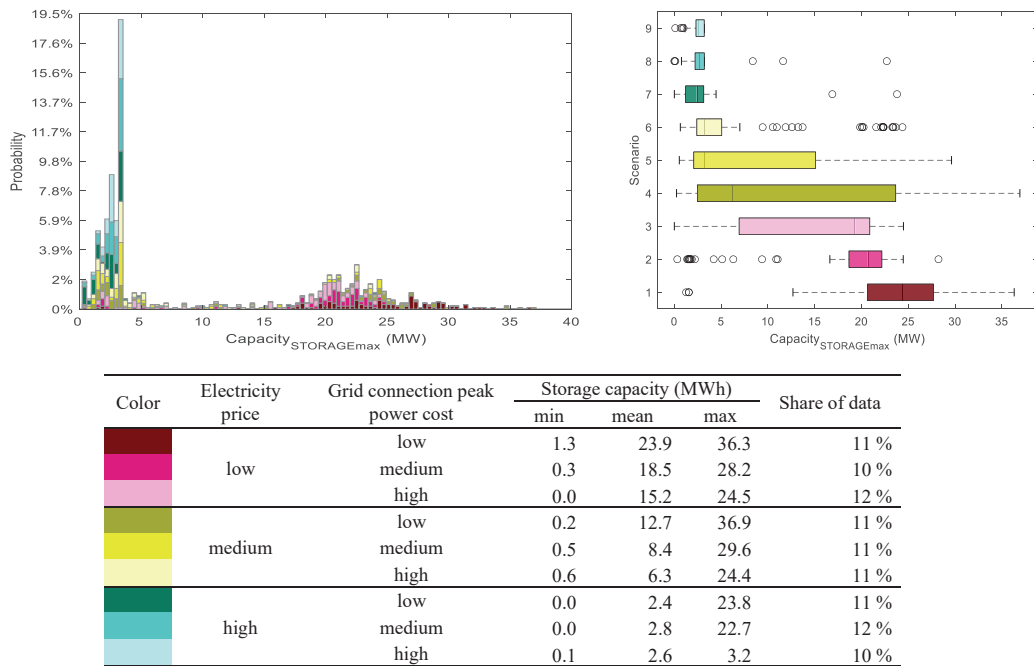 19.5%
17.6%
15.6%
13.7%
11.7%
9.8%
7.8%
5.9%
3.9%
2%
0%
Probability
0 5 10 15 20 25 30 35 40
Capacity_STORAGEmax (MW)
9
8
7
6
5
4
3
2
1
Scenario
0 5 10 15 20 25 30 35
Capacity_STORAGEmax (MW)
Color Electricity price Grid connection peak power cost Storage capacity (MWh) Share of data
min mean max
low 1.3 23.9 36.3 11 %
low medium 0.3 18.5 28.2 10 %
high 0.0 15.2 24.5 12 %
low 0.2 12.7 36.9 11 %
medium medium 0.5 8.4 29.6 11 %
high 0.6 6.3 24.4 11 %
low 0.0 2.4 23.8 11 %
high medium 0.0 2.8 22.7 12 %
high 0.1 2.6 3.2 10 %